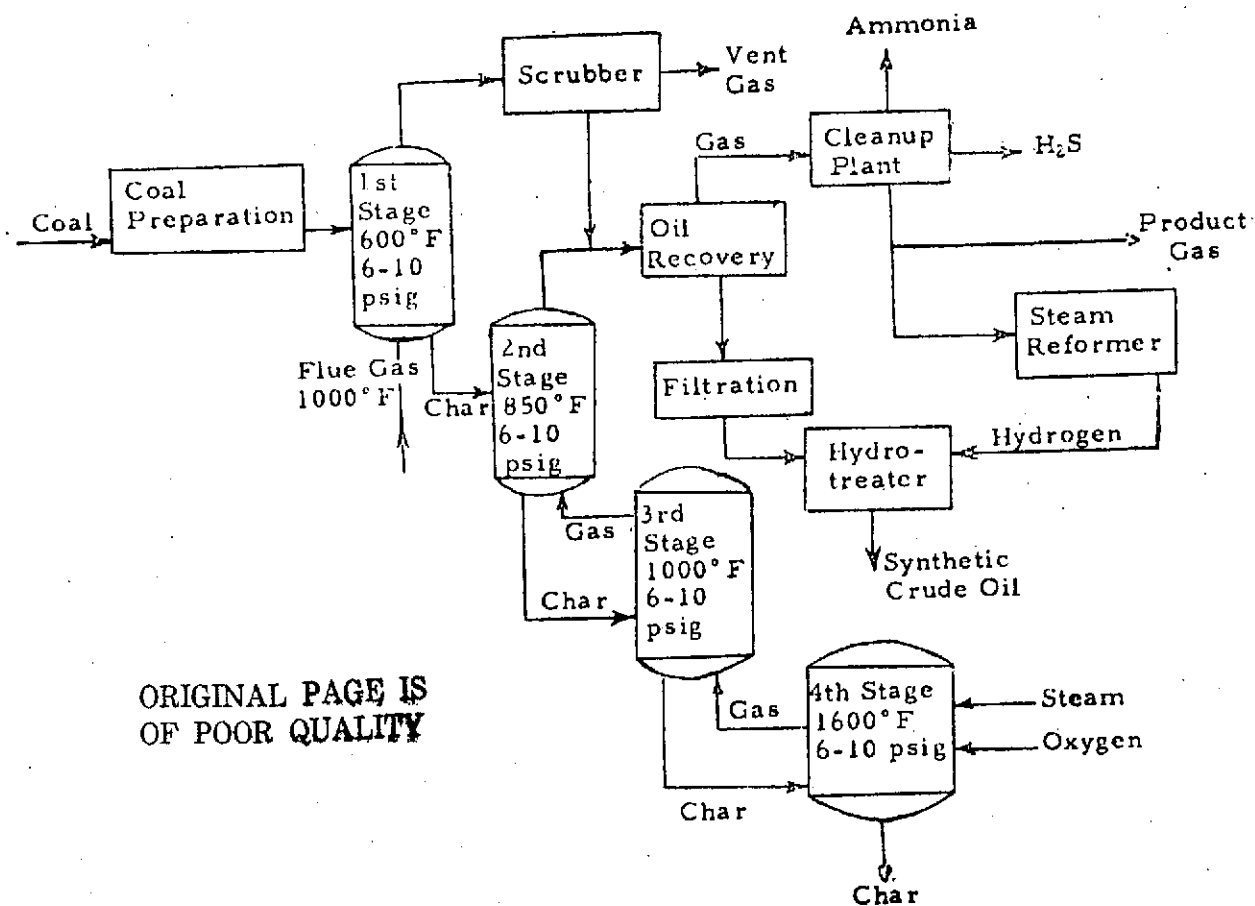 Ammonia
Scrubber
Vent
Gas
Gas
Cleanup
Plant
H₂S
Coal
Coal
Preparation
1st
Stage
600°F
6-10
psig
Oil
Recovery
Product
Gas
Steam
Reformer
Flue Gas
1000°F
Char
2nd
Stage
850°F
6-10
psig
Filtration
Hydro-
treater
Hydrogen
Gas
3rd
Stage
1000°F
6-10
psig
Synthetic
Crude Oil
Char
ORIGINAL PAGE IS
OF POOR QUALITY
Gas
4th Stage
1600°F
6-10 psig
Steam
Oxygen
Char
Char